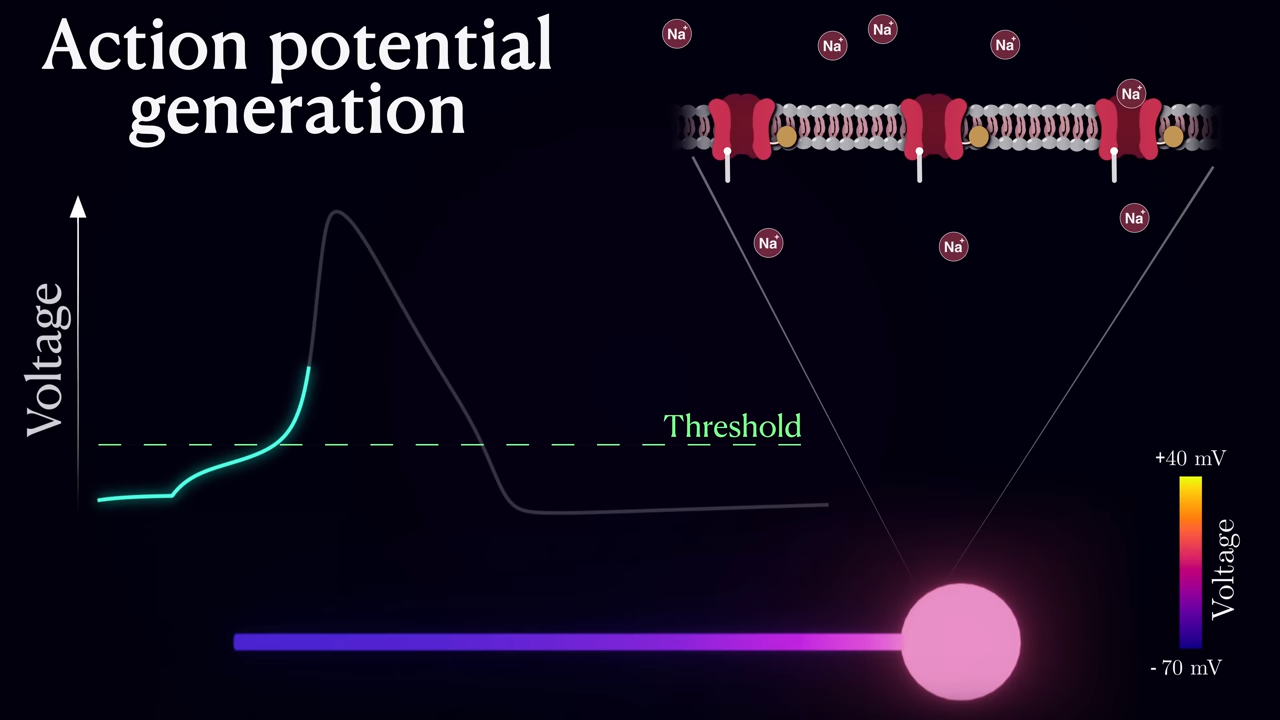 Action potential
generation
Na+
Na+
Na+
Na+
Na+
Na+
Na+
Na+
Voltage
Threshold
+40 mV
Voltage
- 70 mV